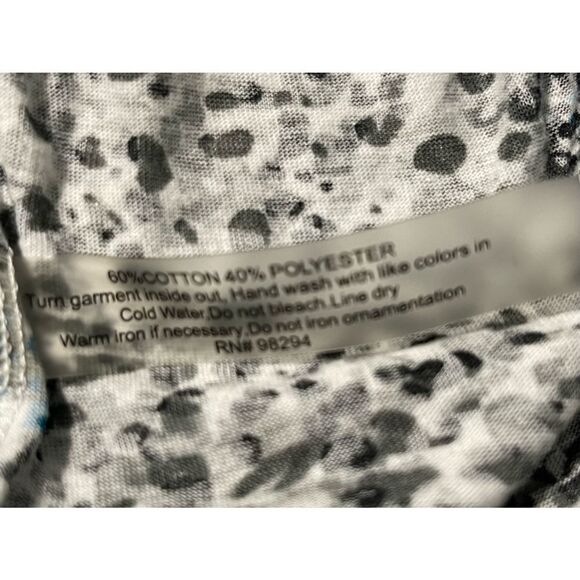 60%COTTON 40% POLYESTER
Turn garment inside out, Hand wash with like colors in
Cold Water,Do not bleach.Line dry
Warm iron if necessary.Do not iron ornamentation
RN# 98294